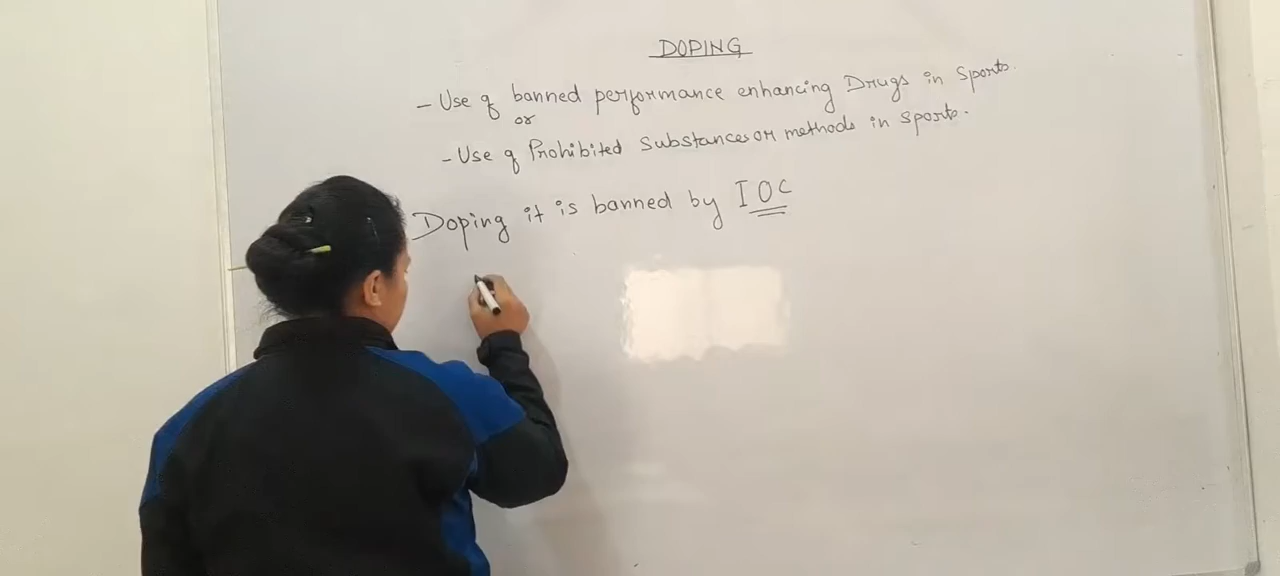 DOPING
- Use of banned performance enhancing Drugs in sports.
or
- Use of Prohibited Substances or methods in sports.
Doping it is banned by IOC